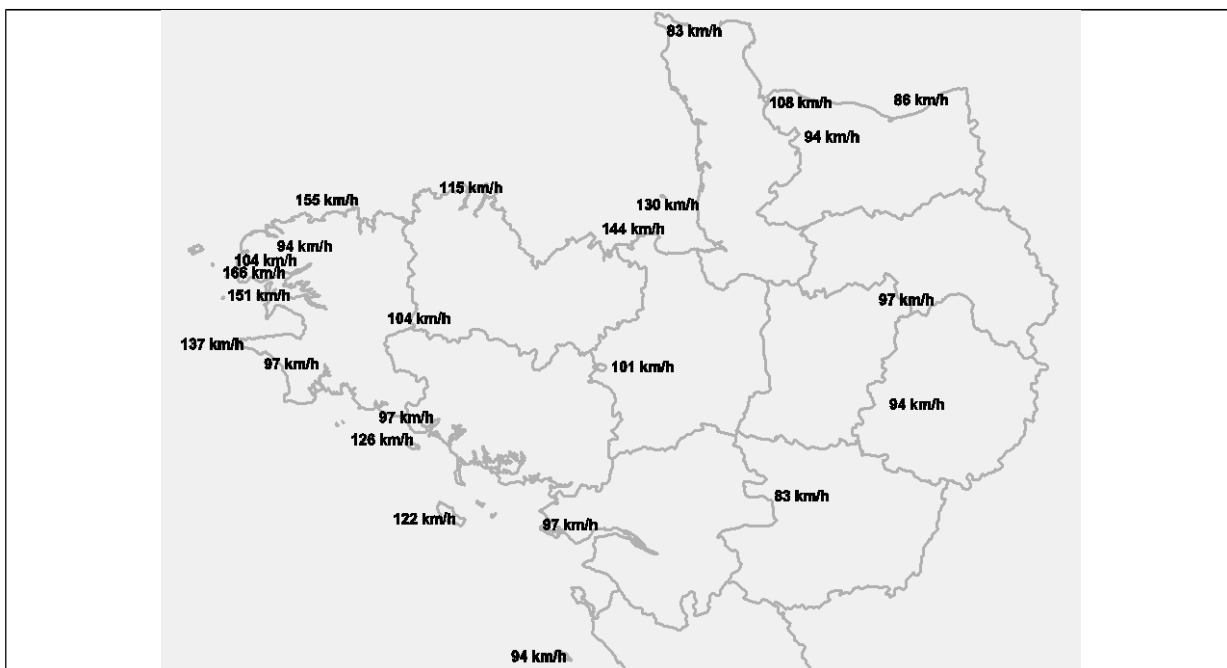 83 km/h
108 km/h
86 km/h
94 km/h
115 km/h
155 km/h
130 km/h
144 km/h
94 km/h
104 km/h
166 km/h
151 km/h
97 km/h
104 km/h
137 km/h
97 km/h
101 km/h
94 km/h
97 km/h
126 km/h
83 km/h
122 km/h
97 km/h
94 km/h